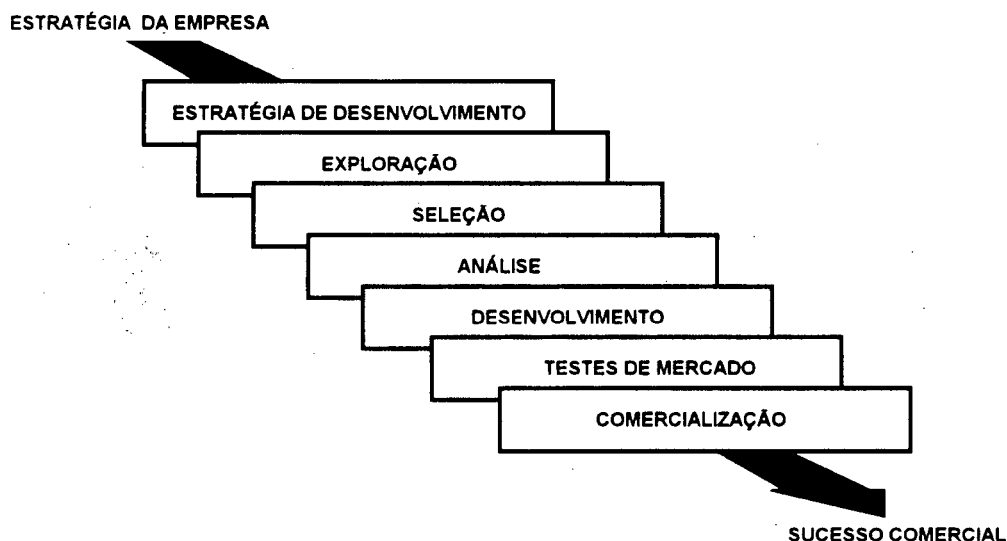 ESTRATÉGIA DA EMPRESA
ESTRATÉGIA DE DESENVOLVIMENTO
EXPLORAÇÃO
SELEÇÃO
ANÁLISE
DESENVOLVIMENTO
TESTES DE MERCADO
COMERCIALIZAÇÃO
SUCESSO COMERCIAL